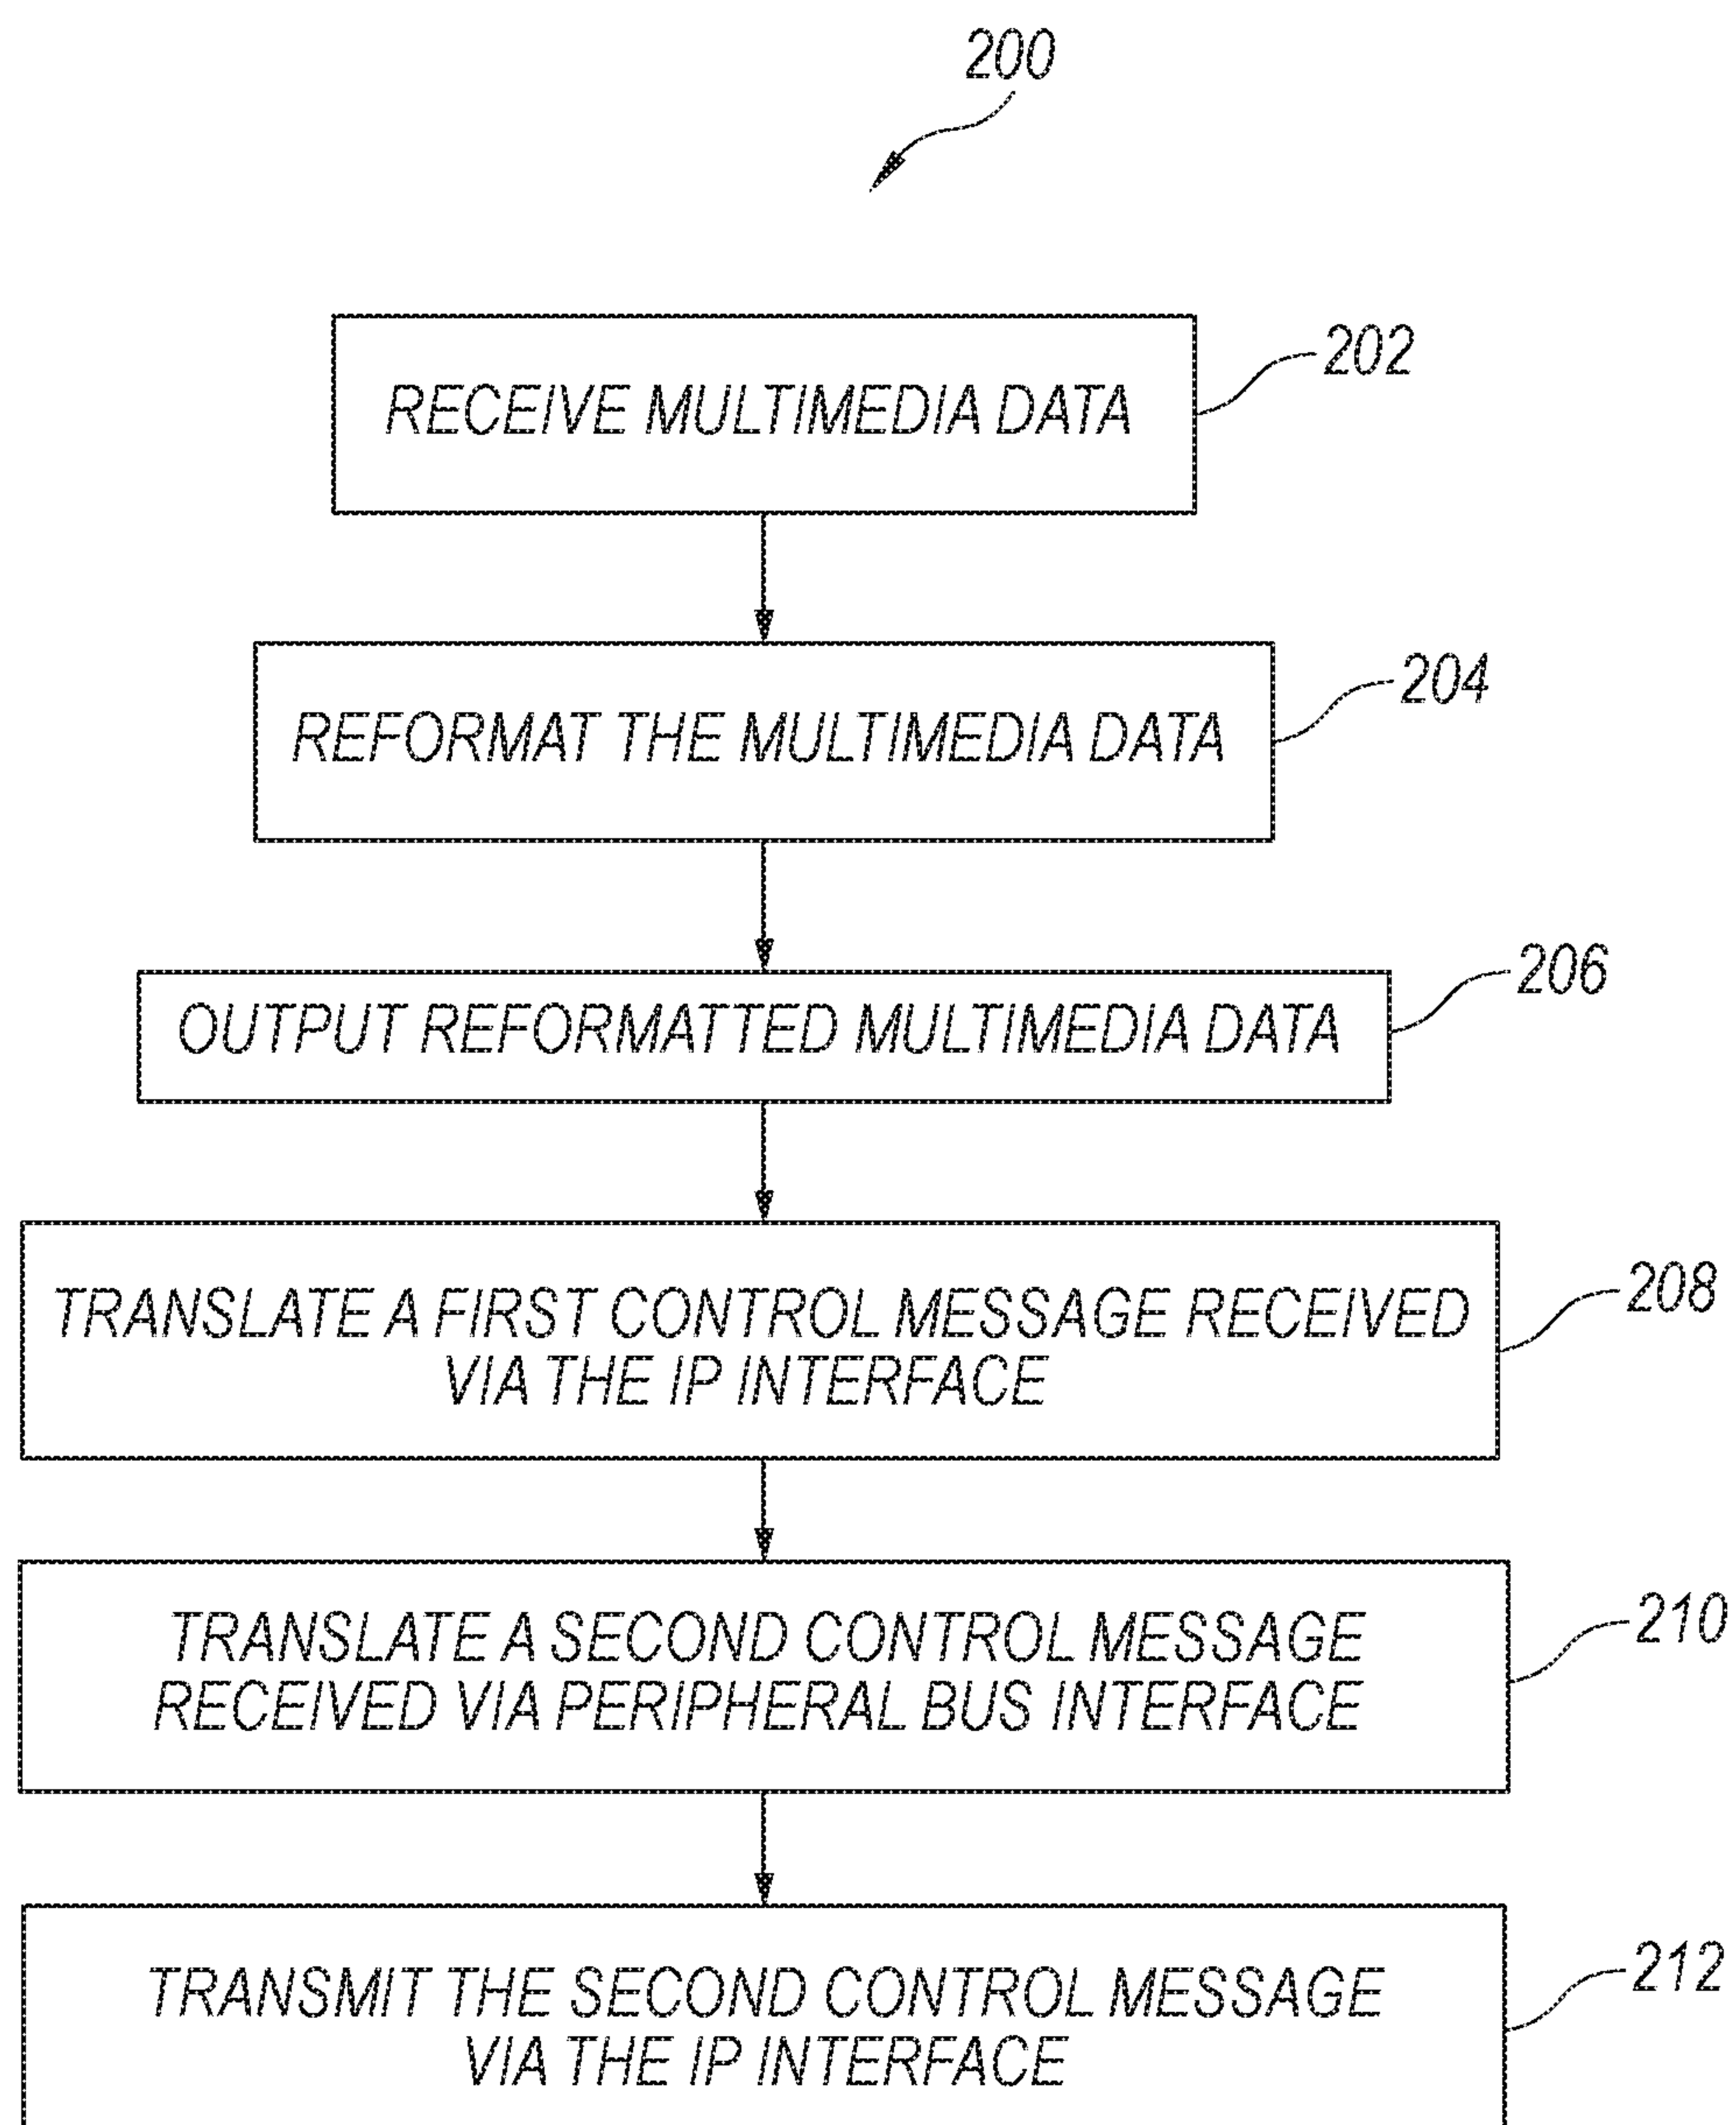 200
RECEIVE MULTIMEDIA DATA
202
REFORMAT THE MULTIMEDIA DATA
204
OUTPUT REFORMATTED MULTIMEDIA DATA
206
TRANSLATE A FIRST CONTROL MESSAGE RECEIVED
VIA THE IP INTERFACE
208
TRANSLATE A SECOND CONTROL MESSAGE
RECEIVED VIA PERIPHERAL BUS INTERFACE
210
TRANSMIT THE SECOND CONTROL MESSAGE
VIA THE IP INTERFACE
212